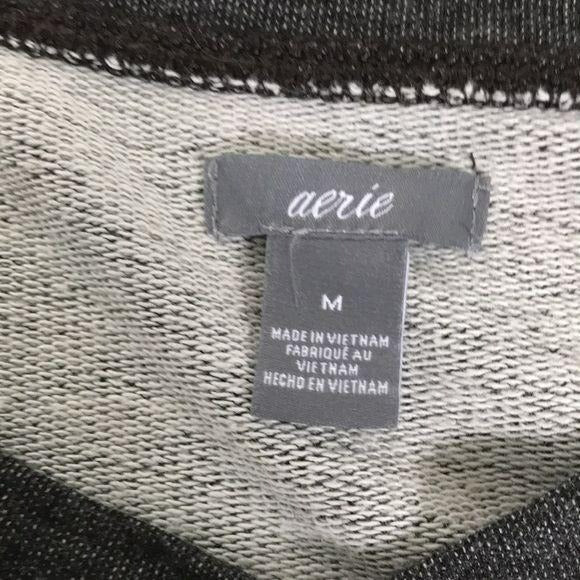 aerie
M
MADE IN VIETNAM
FABRIQUÉ AU
VIETNAM
HECHO EN VIETNAM